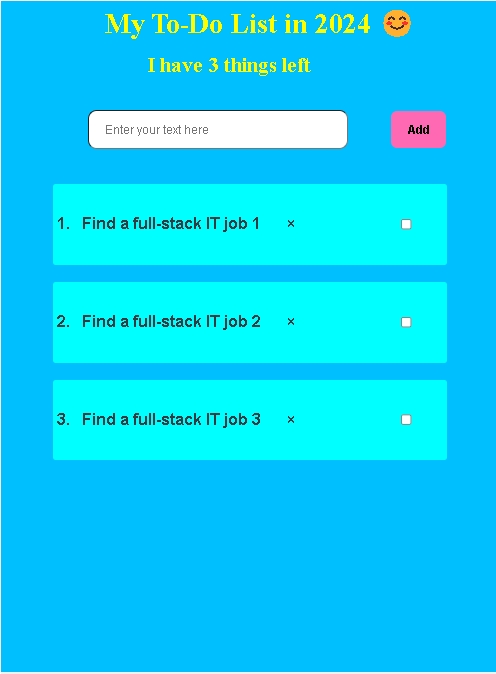 My To-Do List in 2024 😊
I have 3 things left
Enter your text here
Add
1. Find a full-stack IT job 1 ×
2. Find a full-stack IT job 2 ×
3. Find a full-stack IT job 3 ×